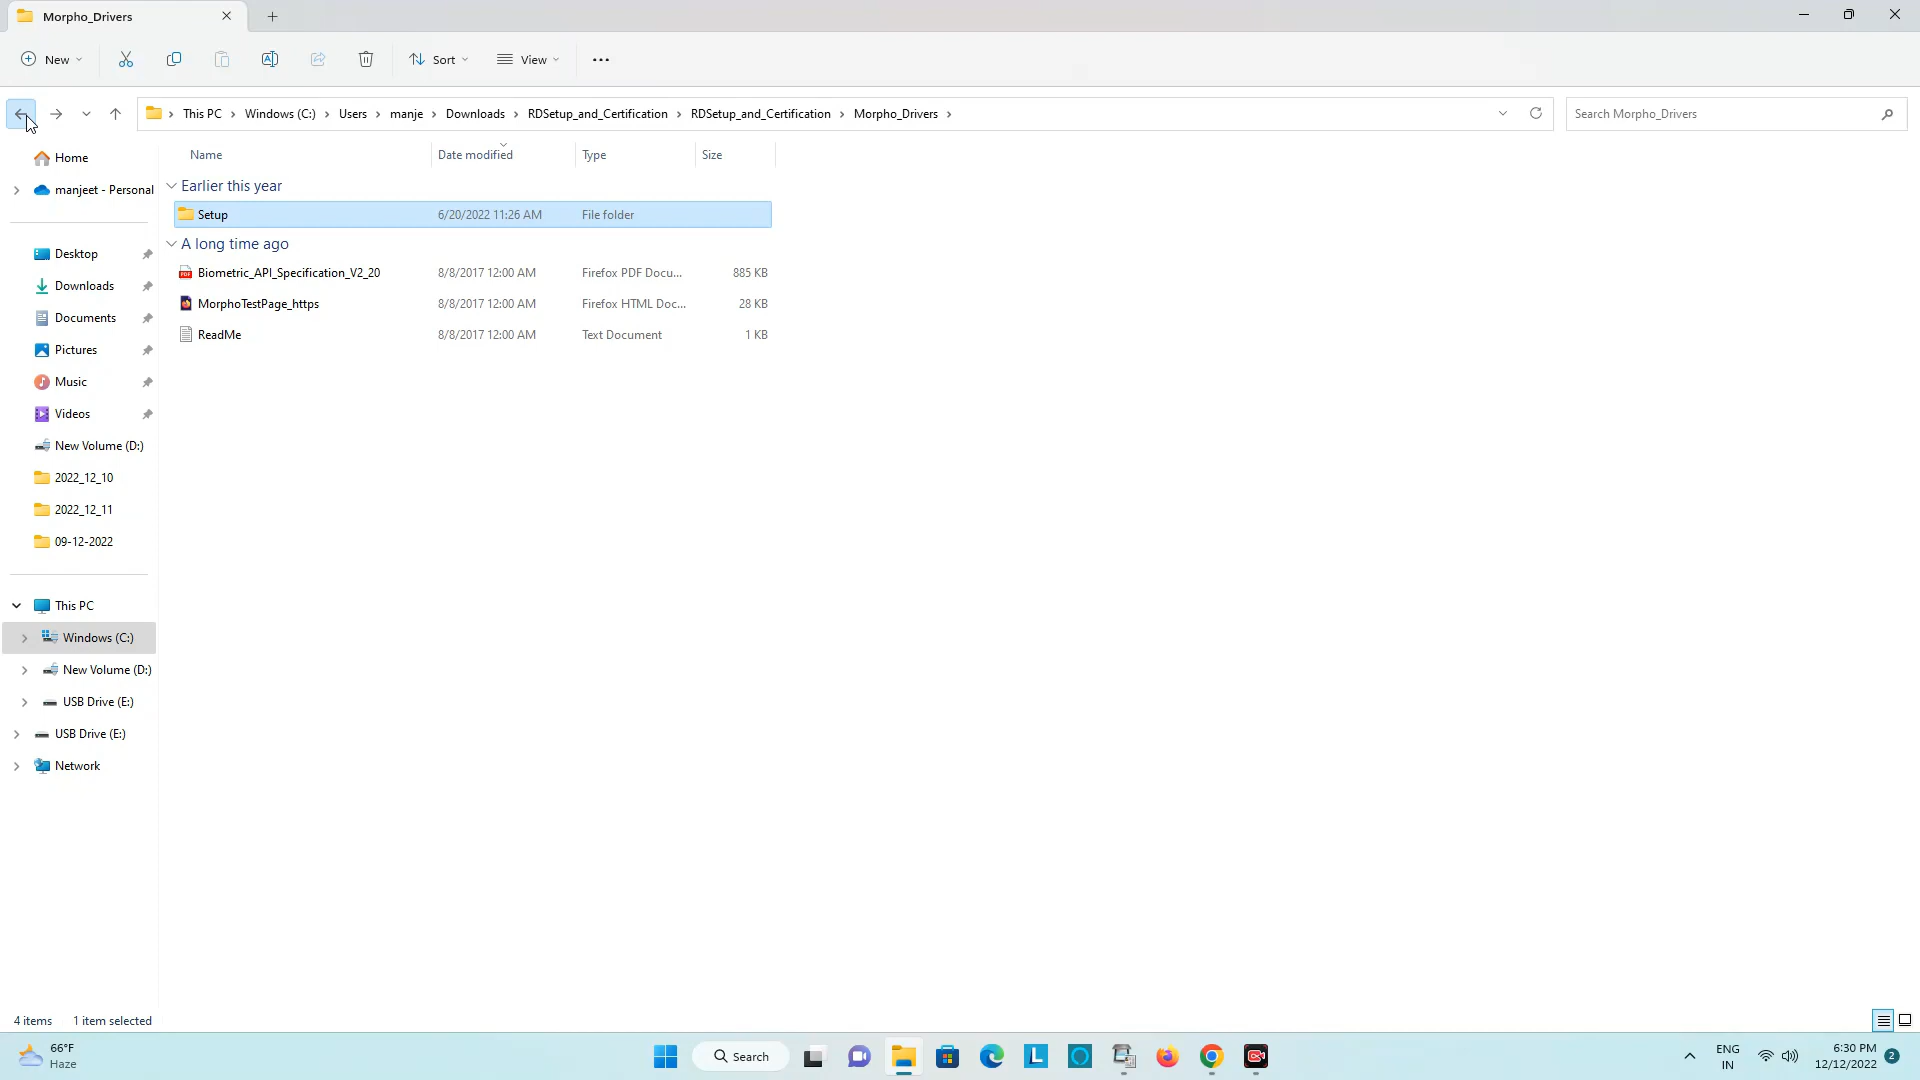 Morpho_Drivers
New
Sort
View
This PC
Windows (C:)
Users
manje
Downloads
RDSetup_and_Certification
RDSetup_and_Certification
Morpho_Drivers
Search Morpho_Drivers
Name
Date modified
Type
Size
Earlier this year
Setup 6/20/2022 11:26 AM File folder
A long time ago
Biometric_API_Specification_V2_20 8/8/2017 12:00 AM Firefox PDF Docu... 885 KB
MorphoTestPage_https 8/8/2017 12:00 AM Firefox HTML Doc... 28 KB
ReadMe 8/8/2017 12:00 AM Text Document 1 KB
Home
manjeet - Personal
Desktop
Downloads
Documents
Pictures
Music
Videos
New Volume (D:)
2022_12_10
2022_12_11
09-12-2022
This PC
Windows (C:)
New Volume (D:)
USB Drive (E:)
USB Drive (E:)
Network
4 items
1 item selected
66°F
Haze
Search
ENG
IN
6:30 PM
12/12/2022
2